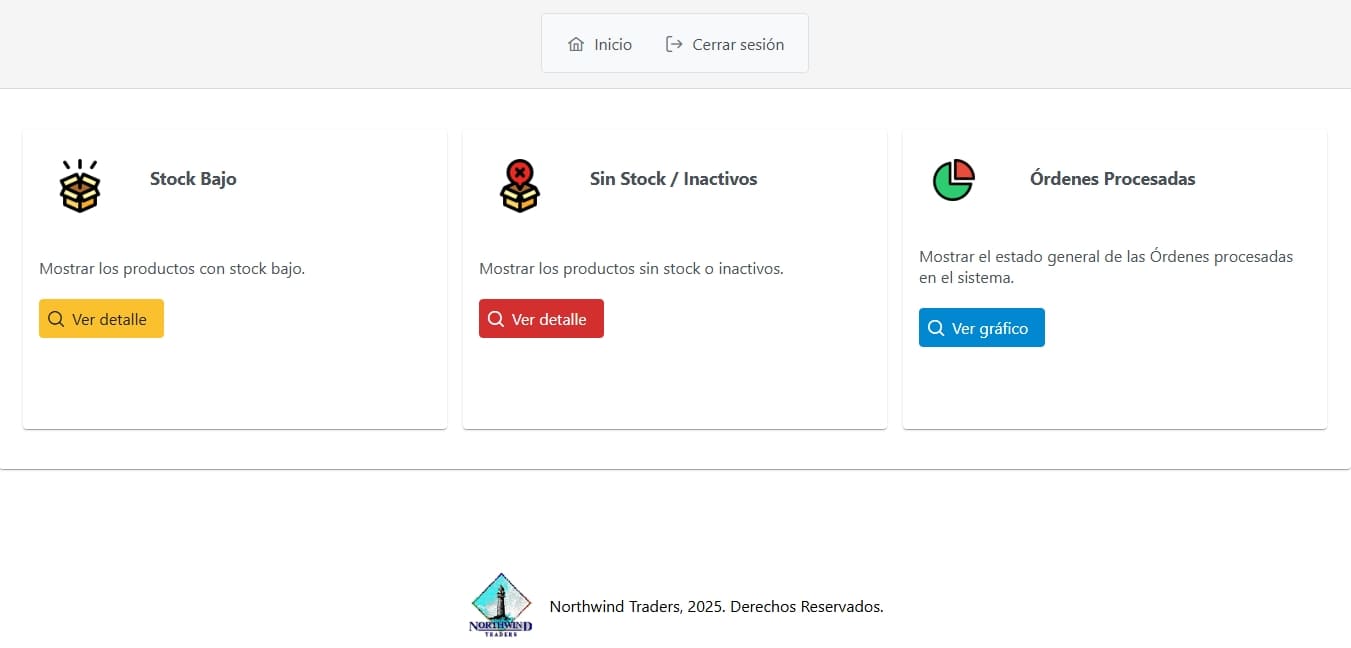 Inicio
Cerrar sesión
Stock Bajo
Mostrar los productos con stock bajo.
Ver detalle
Sin Stock / Inactivos
Mostrar los productos sin stock o inactivos.
Ver detalle
Órdenes Procesadas
Mostrar el estado general de las Órdenes procesadas
en el sistema.
Ver gráfico
NORTHWIND
TRADERS
Northwind Traders, 2025. Derechos Reservados.